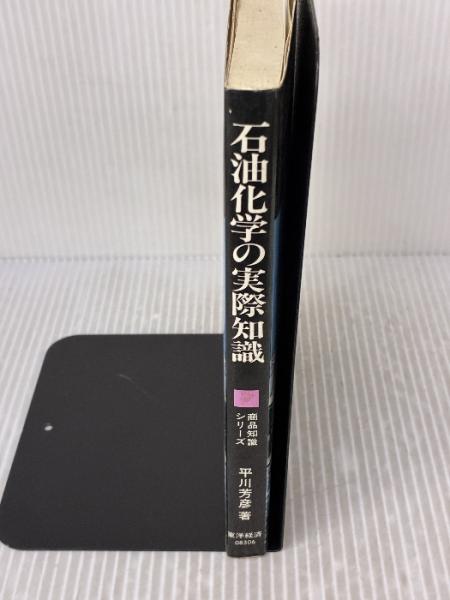 石油化学の実際知識
商品知識
シリーズ
平川芳彦 著
東洋経済
08306